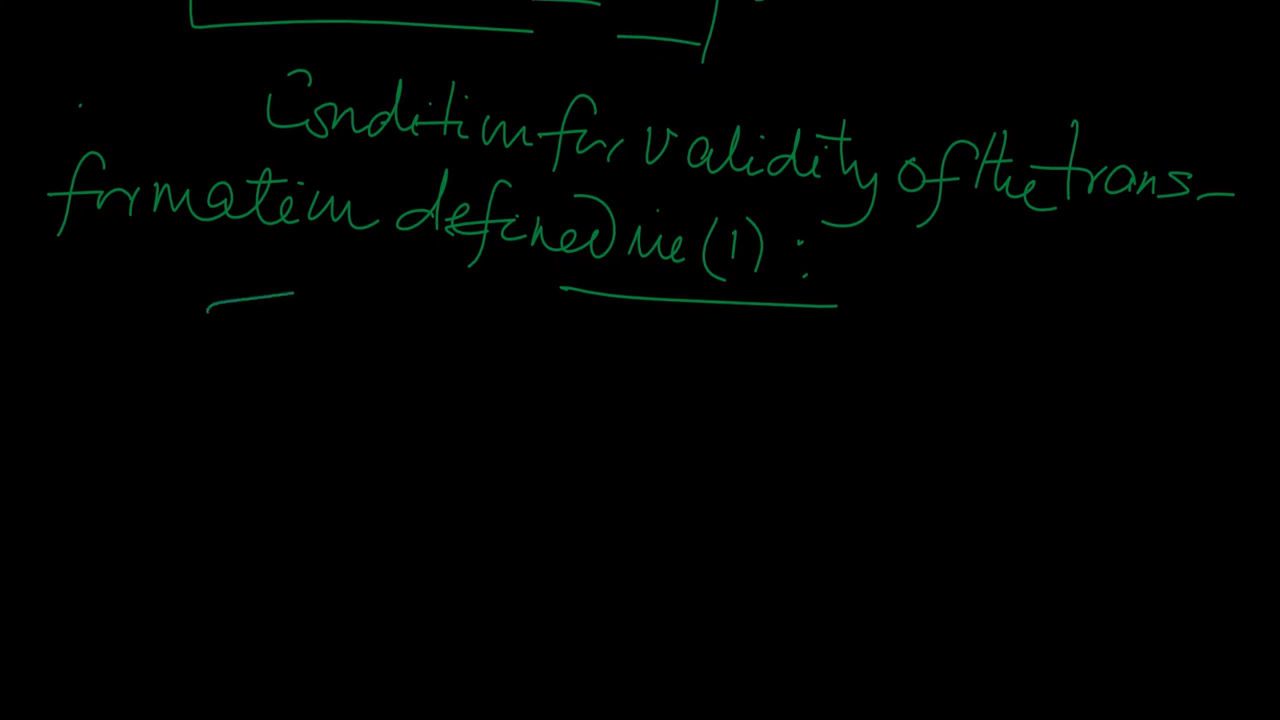 Condition for validity of the trans-
formation defined in (1) :